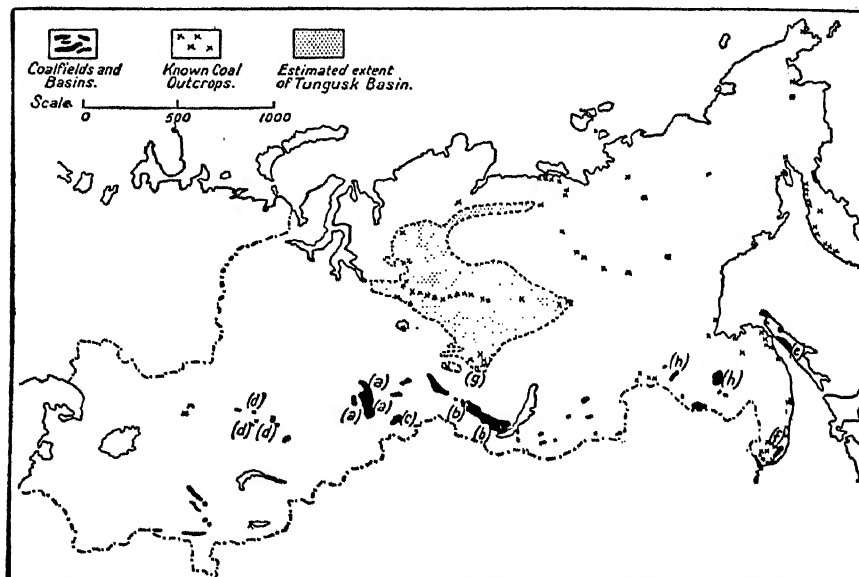 Coalfields and
Basins.
Known Coal
Outcrops.
Estimated extent
of Tungusk Basin.
Scale
0 500 1000
(a)
(a)
(a)
(b)
(b)
(c)
(d)
(d)
(d)
(e)
(f)
(g)
(h)
(h)